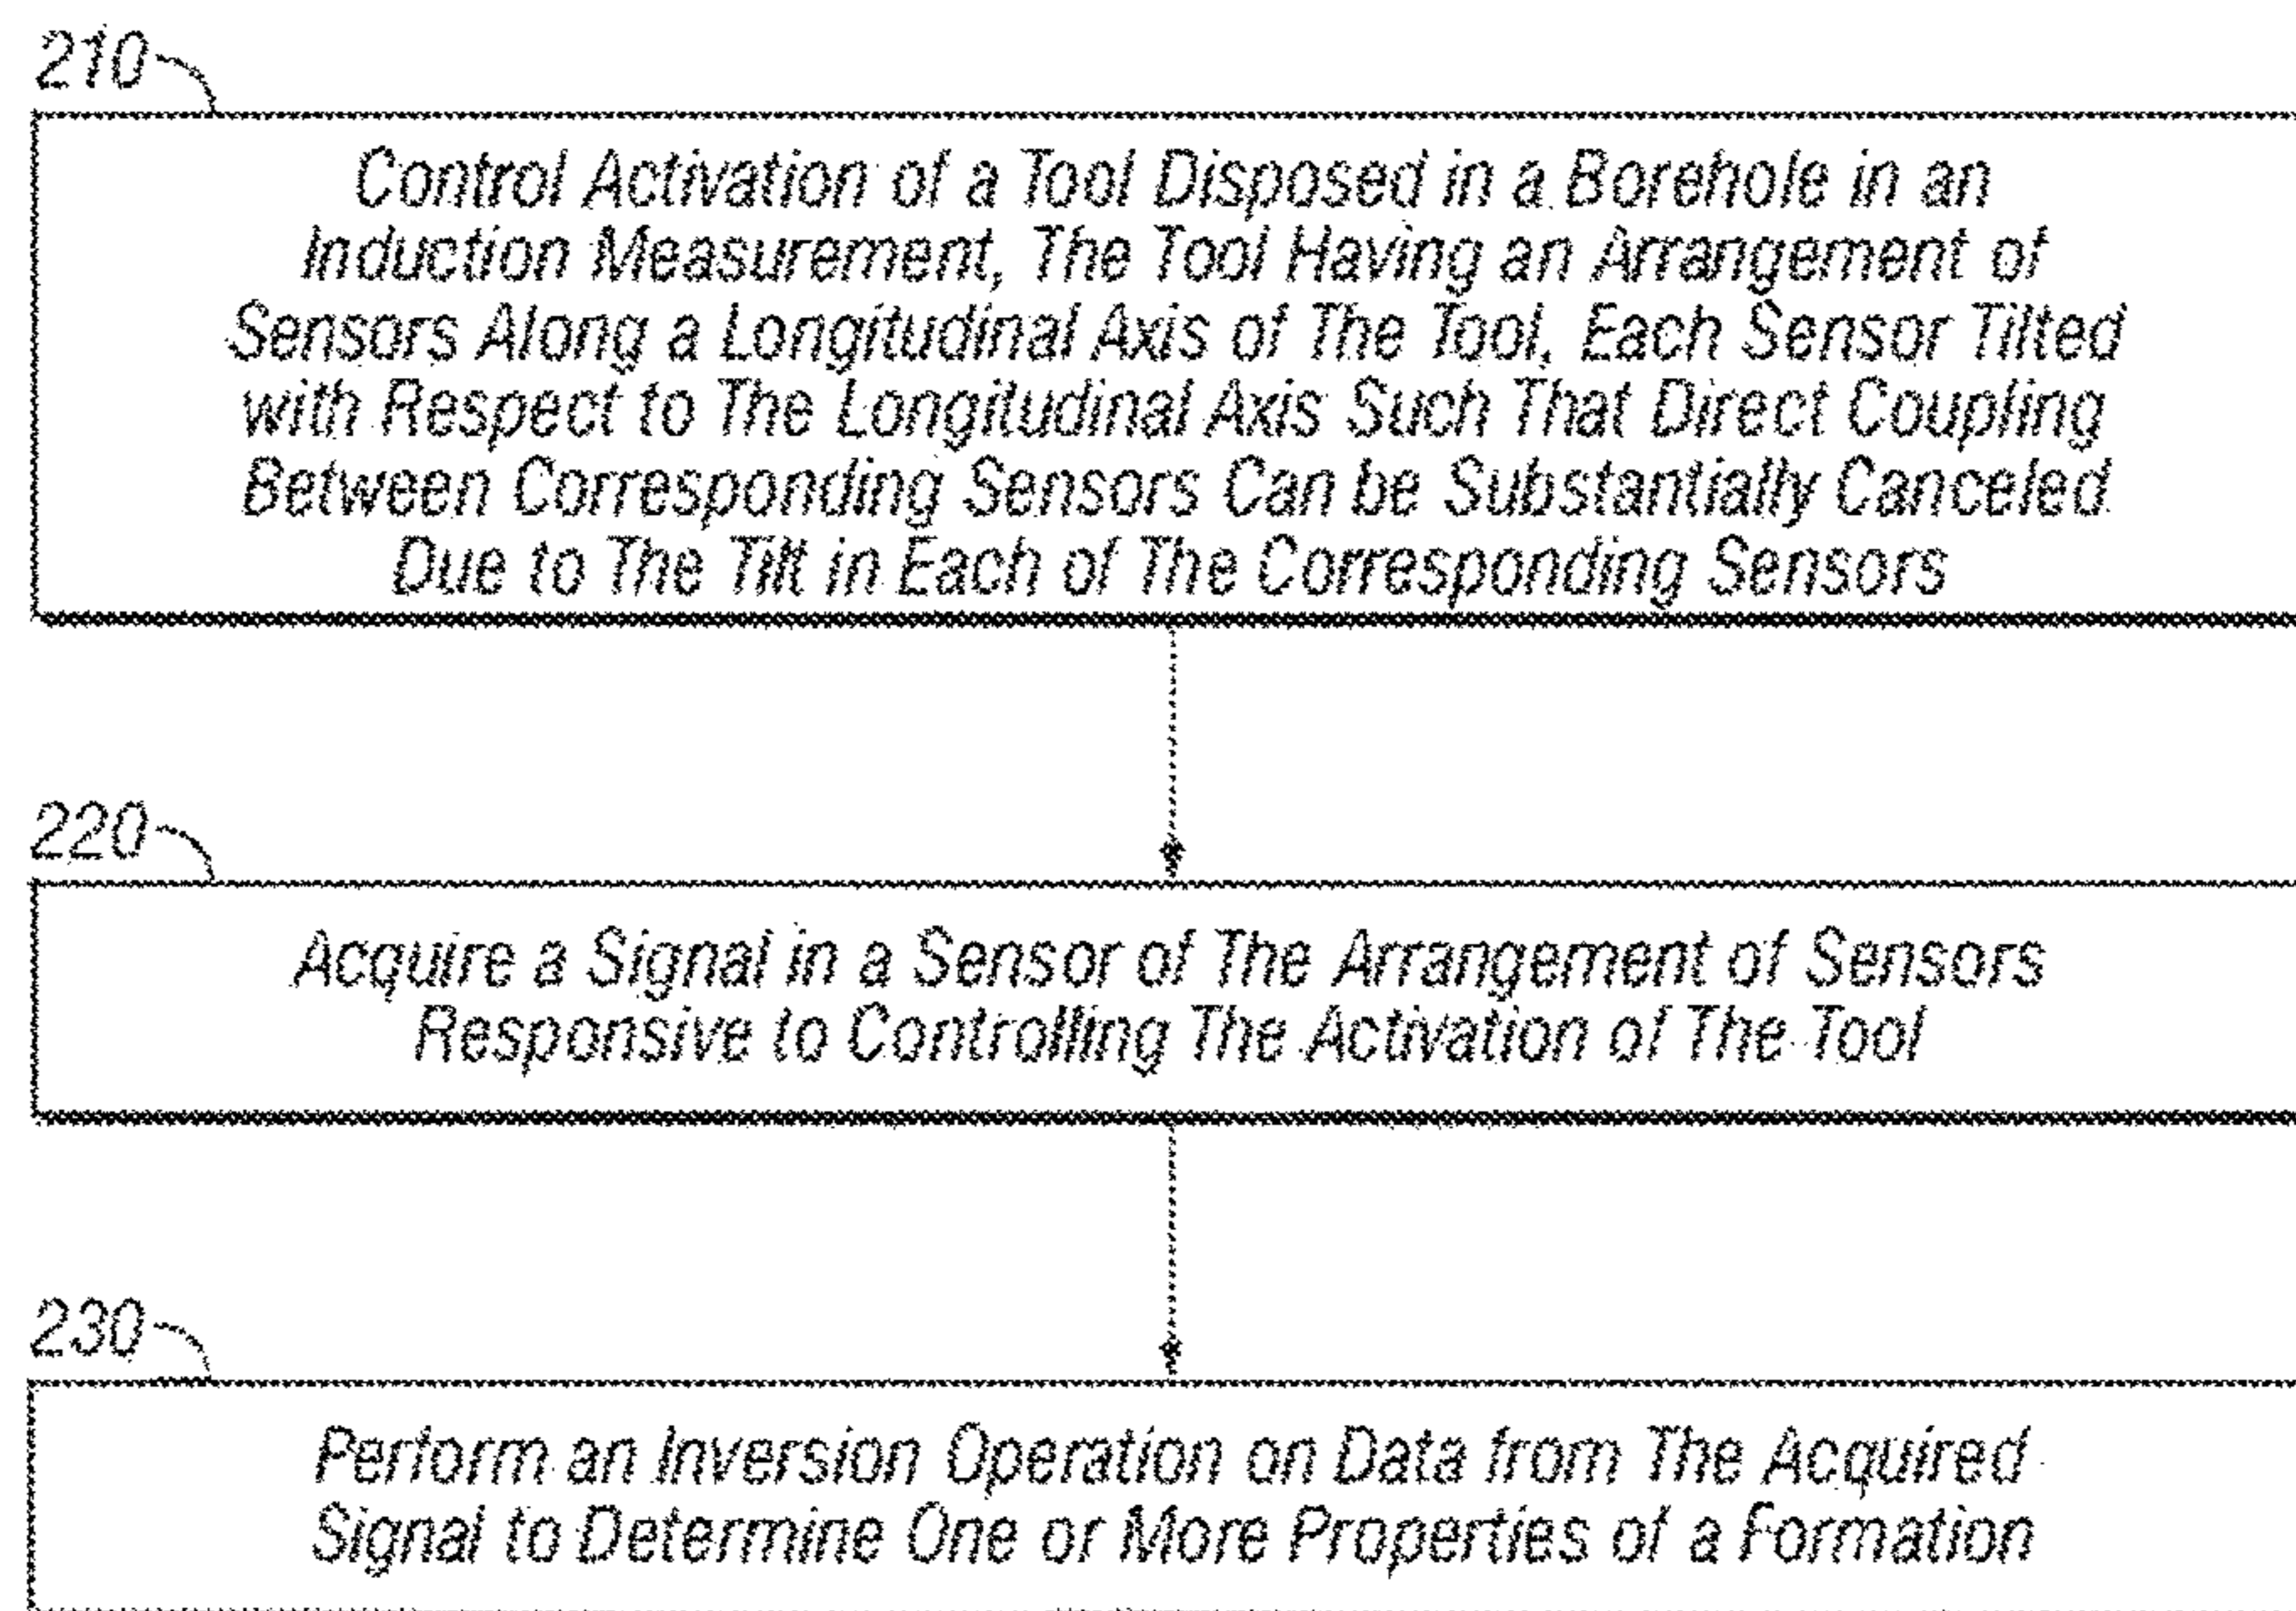 210
Control Activation of a Tool Disposed in a Borehole in an
Induction Measurement, The Tool Having an Arrangement of
Sensors Along a Longitudinal Axis of The Tool, Each Sensor Tilted
with Respect to The Longitudinal Axis Such That Direct Coupling
Between Corresponding Sensors Can be Substantially Canceled
Due to The Tilt in Each of The Corresponding Sensors
220
Acquire a Signal in a Sensor of The Arrangement of Sensors
Responsive to Controlling The Activation of The Tool
230
Perform an Inversion Operation on Data from The Acquired
Signal to Determine One or More Properties of a Formation